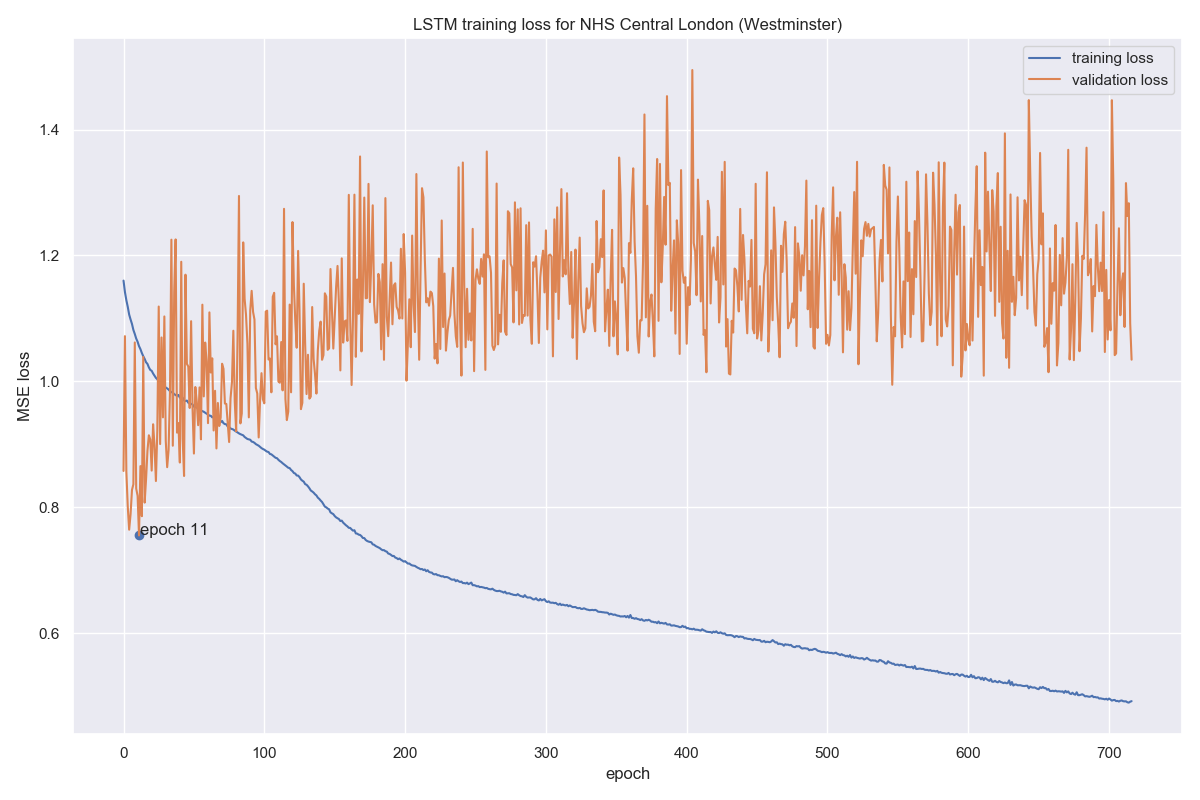 LSTM training loss for NHS Central London (Westminster)
training loss
validation loss
MSE loss
1.4
1.2
1.0
0.8
0.6
epoch 11
0 100 200 300 400 500 600 700
epoch